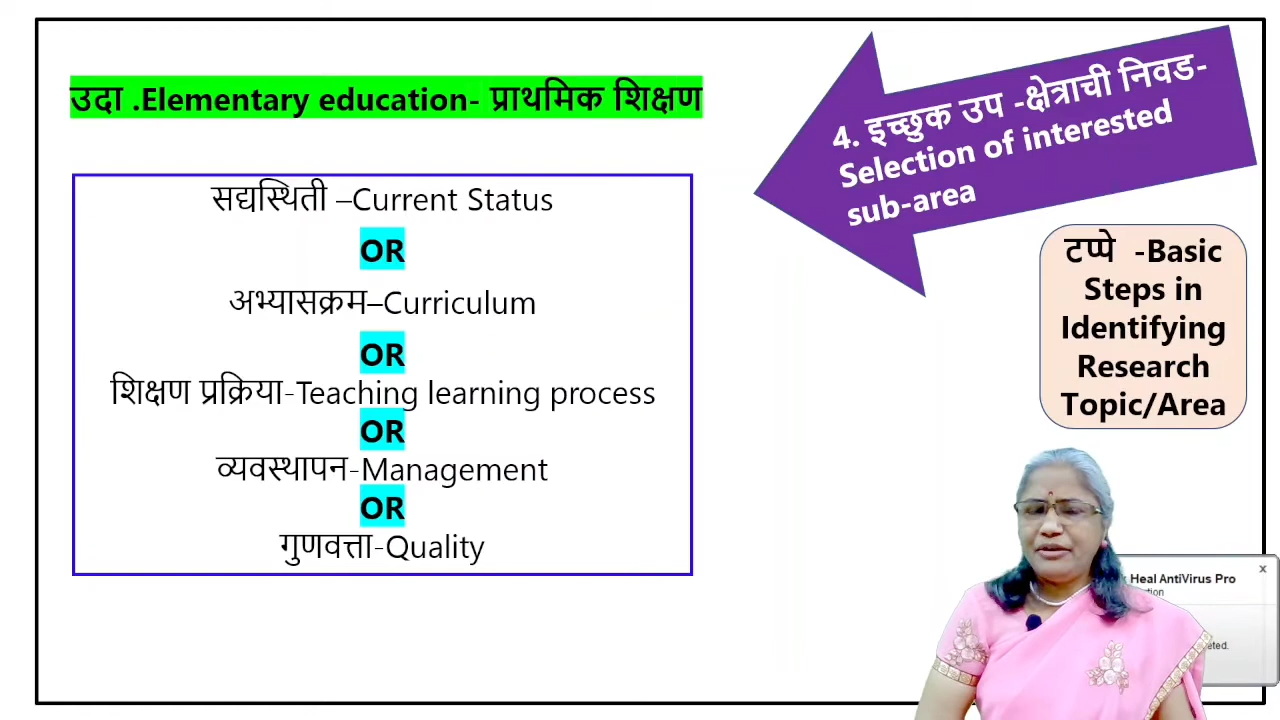 उदा .Elementary education- प्राथमिक शिक्षण
सद्यस्थिती –Current Status
OR
अभ्यासक्रम–Curriculum
OR
शिक्षण प्रक्रिया-Teaching learning process
OR
व्यवस्थापन-Management
OR
गुणवत्ता-Quality
4. इच्छुक उप -क्षेत्राची निवड-
Selection of interested
sub-area
टप्पे -Basic
Steps in
Identifying
Research
Topic/Area
Heal AntiVirus Pro